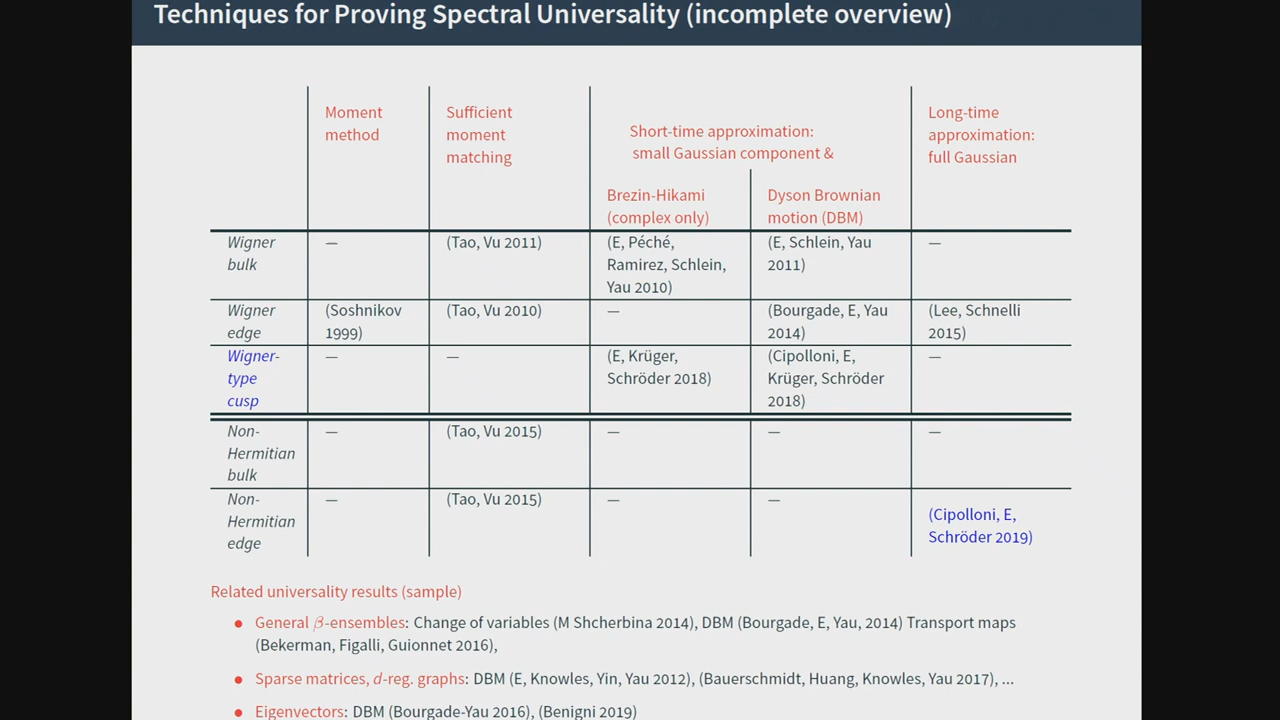 Techniques for Proving Spectral Universality (incomplete overview)
Moment
method
Sufficient
moment
matching
Short-time approximation:
small Gaussian component &
Brezin-Hikami
(complex only)
Dyson Brownian
motion (DBM)
Long-time
approximation:
full Gaussian
Wigner
bulk
—
(Tao, Vu 2011)
(E, Péché,
Ramirez, Schlein,
Yau 2010)
(E, Schlein, Yau
2011)
—
Wigner
edge
(Soshnikov
1999)
(Tao, Vu 2010)
—
(Bourgade, E, Yau
2014)
(Lee, Schnelli
2015)
Wigner-
type
cusp
—
—
(E, Krüger,
Schröder 2018)
(Cipolloni, E,
Krüger, Schröder
2018)
—
Non-
Hermitian
bulk
—
(Tao, Vu 2015)
—
—
—
Non-
Hermitian
edge
—
(Tao, Vu 2015)
—
—
(Cipolloni, E,
Schröder 2019)
Related universality results (sample)
• General β-ensembles: Change of variables (M Shcherbina 2014), DBM (Bourgade, E, Yau, 2014) Transport maps
(Bekerman, Figalli, Guionnet 2016),
• Sparse matrices, d-reg. graphs: DBM (E, Knowles, Yin, Yau 2012), (Bauerschmidt, Huang, Knowles, Yau 2017), ...
• Eigenvectors: DBM (Bourgade-Yau 2016), (Benigni 2019)